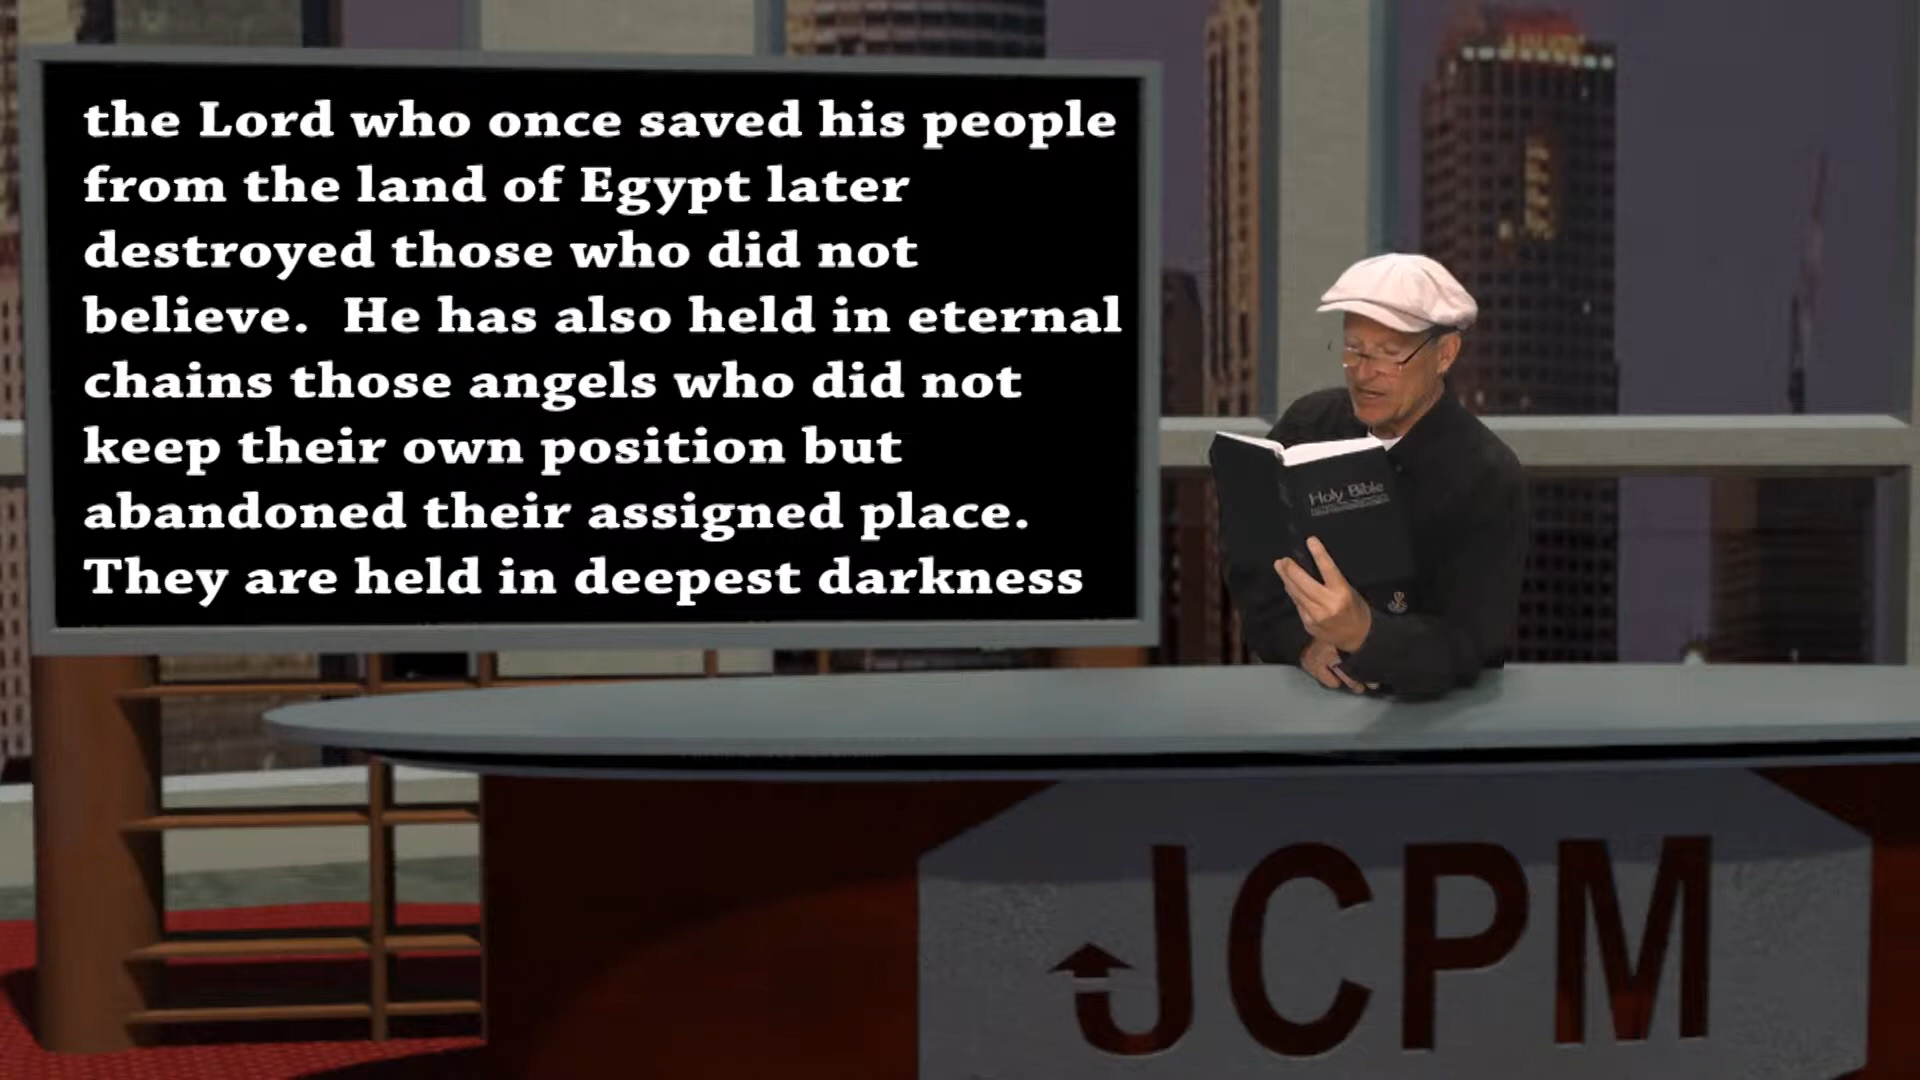 the Lord who once saved his people
from the land of Egypt later
destroyed those who did not
believe.  He has also held in eternal
chains those angels who did not
keep their own position but
abandoned their assigned place.
They are held in deepest darkness
Holy Bible
JCPM